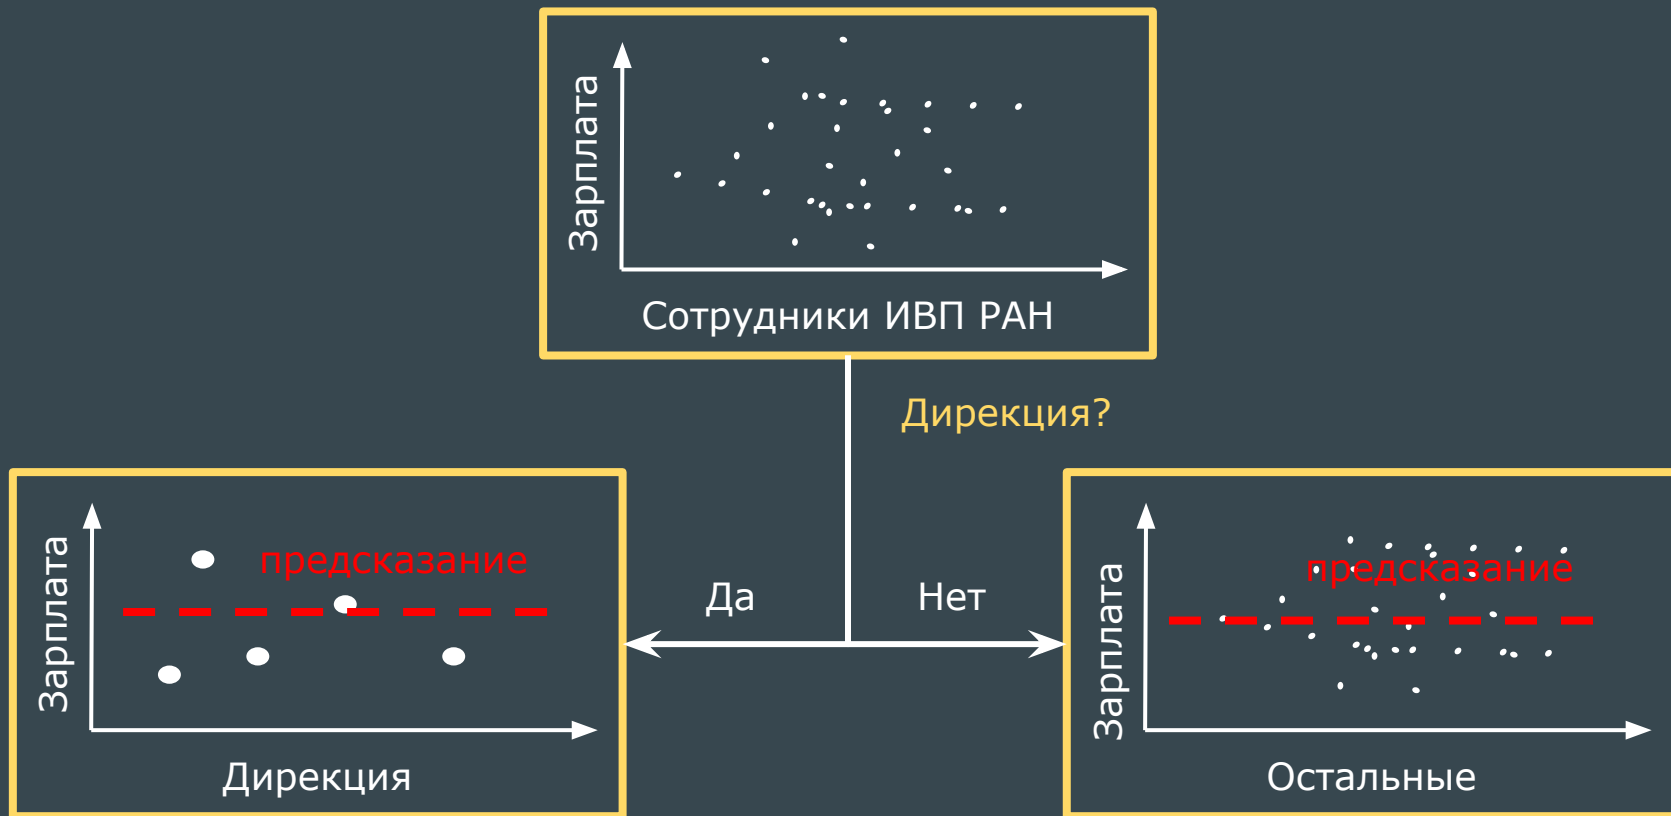 Зарплата
Сотрудники ИВП РАН
Дирекция?
Зарплата
предсказание
Дирекция
Да
Нет
Зарплата
предсказание
Остальные